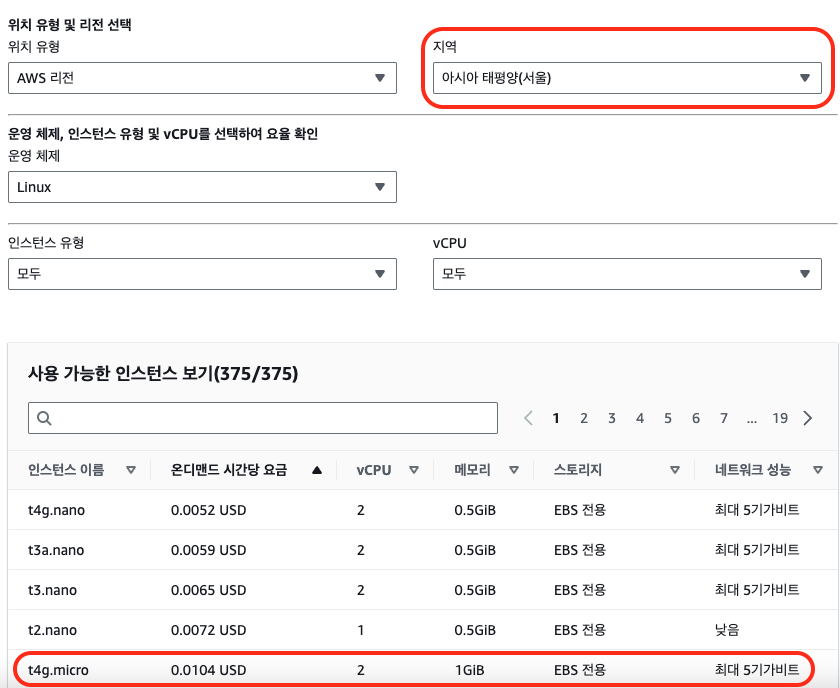 위치 유형 및 리전 선택
위치 유형 지역
AWS 리전 아시아 태평양(서울)
운영 체제, 인스턴스 유형 및 vCPU를 선택하여 요율 확인
운영 체제
Linux
인스턴스 유형 vCPU
모두 모두
사용 가능한 인스턴스 보기(375/375)
1 2 3 4 5 6 7 ... 19
인스턴스 이름 온디맨드 시간당 요금 vCPU 메모리 스토리지 네트워크 성능
t4g.nano 0.0052 USD 2 0.5GiB EBS 전용 최대 5기가비트
t3a.nano 0.0059 USD 2 0.5GiB EBS 전용 최대 5기가비트
t3.nano 0.0065 USD 2 0.5GiB EBS 전용 최대 5기가비트
t2.nano 0.0072 USD 1 0.5GiB EBS 전용 낮음
t4g.micro 0.0104 USD 2 1GiB EBS 전용 최대 5기가비트